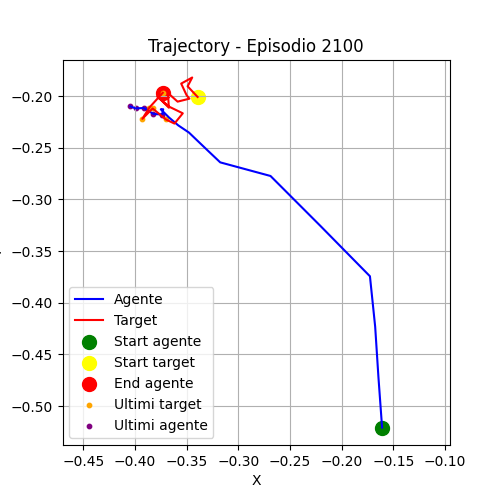 Trajectory - Episodio 2100
−0.20
−0.25
−0.30
−0.35
−0.40
−0.45
−0.50
Agente
Target
Start agente
Start target
End agente
Ultimi target
Ultimi agente
−0.45 −0.40 −0.35 −0.30 −0.25 −0.20 −0.15 −0.10
X